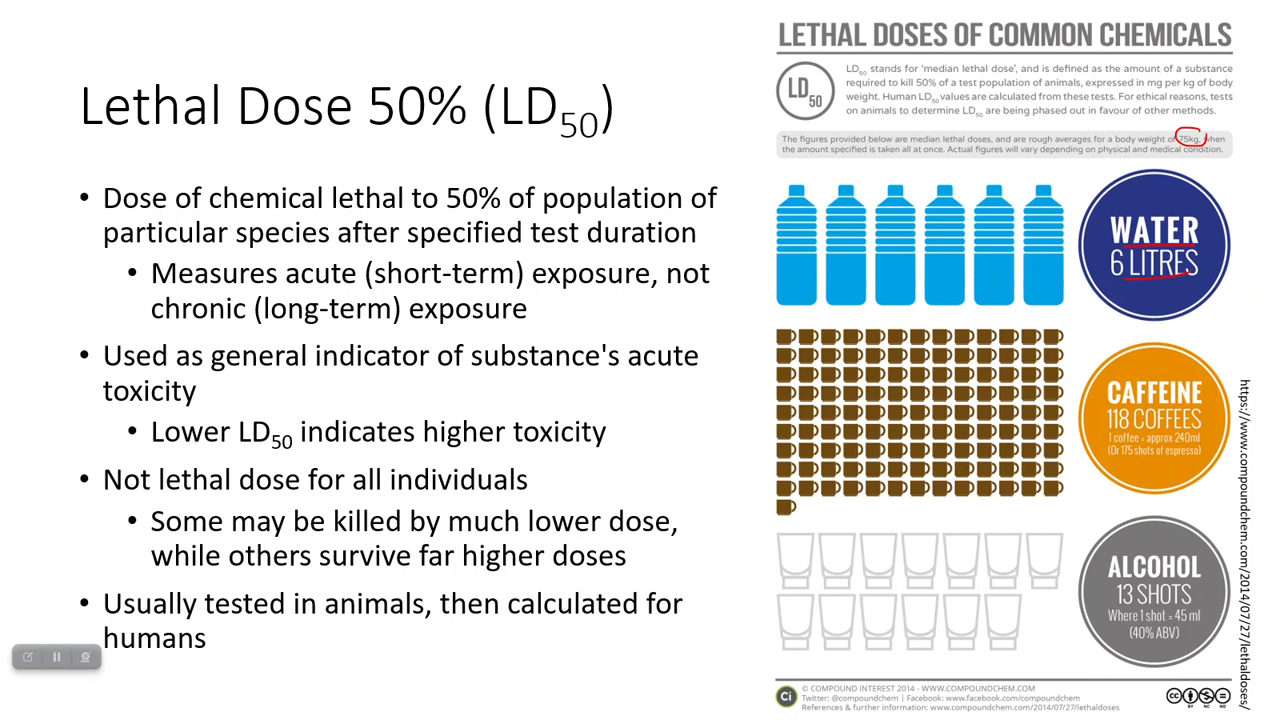 Lethal Dose 50% (LD50)
• Dose of chemical lethal to 50% of population of
particular species after specified test duration
• Measures acute (short-term) exposure, not
chronic (long-term) exposure
• Used as general indicator of substance's acute
toxicity
• Lower LD50 indicates higher toxicity
• Not lethal dose for all individuals
• Some may be killed by much lower dose,
while others survive far higher doses
• Usually tested in animals, then calculated for
humans
LETHAL DOSES OF COMMON CHEMICALS
LD50
LD50 stands for 'median lethal dose', and is defined as the amount of a substance
required to kill 50% of a test population of animals, expressed in mg per kg of body
weight. Human LD50 values are calculated from these tests. For ethical reasons, tests
on animals to determine LD50 are being phased out in favour of other methods.
The figures provided below are median lethal doses, and are rough averages for a body weight of 75kg, when
the amount specified is taken all at once. Actual figures will vary depending on physical and medical condition.
WATER
6 LITRES
CAFFEINE
118 COFFEES
1 coffee = approx 240ml
(Or 175 shots of espresso)
ALCOHOL
13 SHOTS
Where 1 shot = 45 ml
(40% ABV)
Ci
© COMPOUND INTEREST 2014 - WWW.COMPOUNDCHEM.COM
Twitter: @compoundchem | Facebook: www.facebook.com/compoundchem
References & further information: www.compoundchem.com/2014/07/27/lethaldoses
CC
BY NC ND
https://www.compoundchem.com/2014/07/27/lethaldoses/